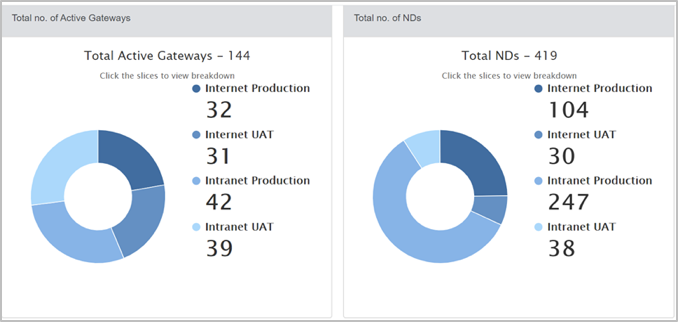 Total no. of Active Gateways
Total Active Gateways – 144
Click the slices to view breakdown
Internet Production
32
Internet UAT
31
Intranet Production
42
Intranet UAT
39
Total no. of NDs
Total NDs – 419
Click the slices to view breakdown
Internet Production
104
Internet UAT
30
Intranet Production
247
Intranet UAT
38